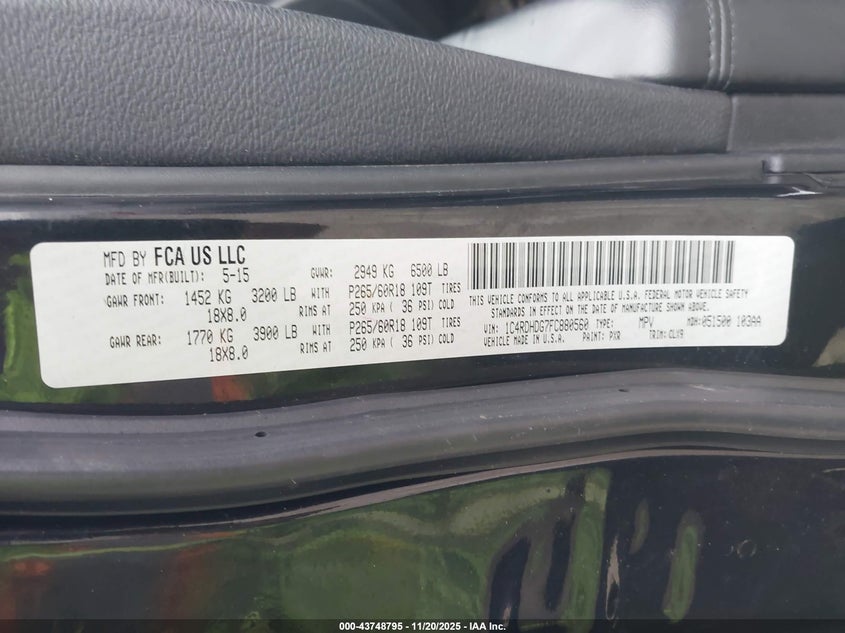 MFD BY FCA US LLC
DATE OF MFR(BUILT): 5-15 GVWR: 2949 KG 6500 LB
GAWR FRONT: 1452 KG 3200 LB WITH P265/60R18 109T TIRES
18X8.0 RIMS AT 250 KPA ( 36 PSI) COLD
GAWR REAR: 1770 KG 3900 LB WITH P265/60R18 109T TIRES
18X8.0 RIMS AT 250 KPA ( 36 PSI) COLD
THIS VEHICLE CONFORMS TO ALL APPLICABLE U.S.A. FEDERAL MOTOR VEHICLE SAFETY
STANDARDS IN EFFECT ON THE DATE OF MANUFACTURE SHOWN ABOVE.
VIN: 1C4RDHDG7FC880560 TYPE: MPV MDH:051500 103AA
VEHICLE MADE IN U.S.A. PAINT: PXR TRIM: CLX9
000-43748795 - 11/20/2025 - IAA Inc.